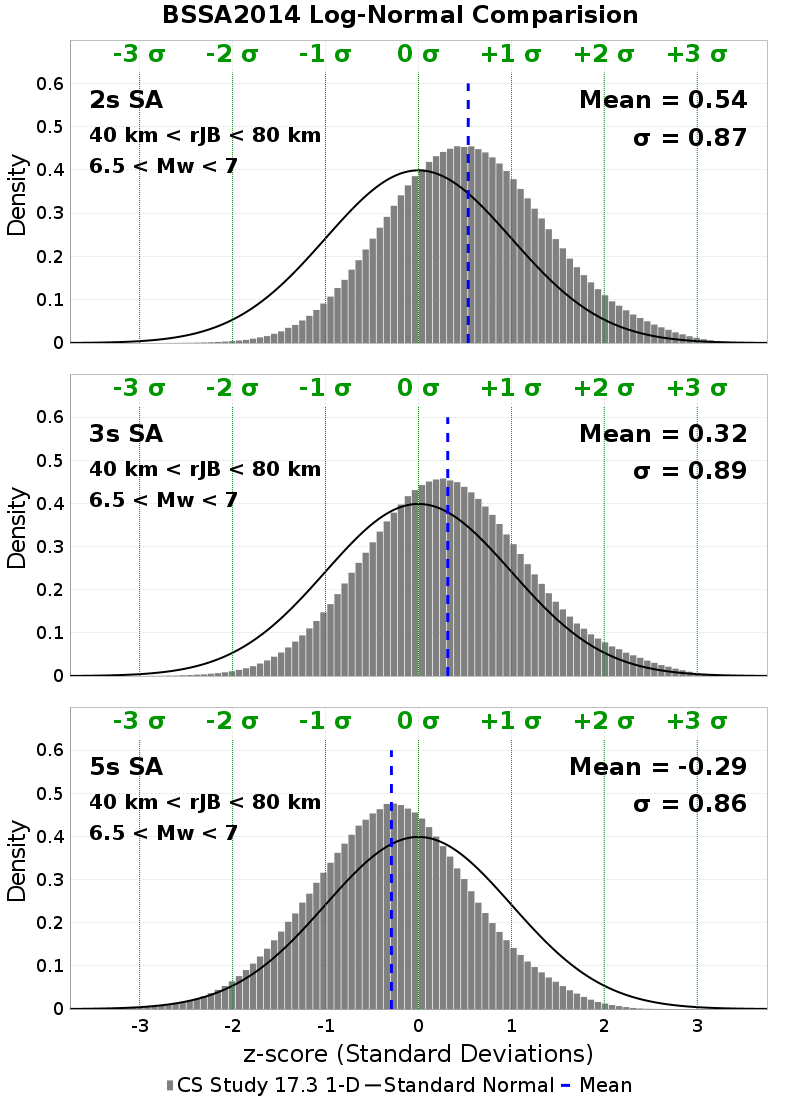 BSSA2014 Log-Normal Comparision
-3 σ -2 σ -1 σ 0 σ +1 σ +2 σ +3 σ
0.6
2s SA Mean = 0.54
0.5
40 km < rJB < 80 km σ = 0.87
6.5 < Mw < 7
0.4
0.3
0.2
0.1
0
Density
-3 σ -2 σ -1 σ 0 σ +1 σ +2 σ +3 σ
0.6
3s SA Mean = 0.32
0.5
40 km < rJB < 80 km σ = 0.89
6.5 < Mw < 7
0.4
0.3
0.2
0.1
0
Density
-3 σ -2 σ -1 σ 0 σ +1 σ +2 σ +3 σ
0.6
5s SA Mean = -0.29
0.5
40 km < rJB < 80 km σ = 0.86
6.5 < Mw < 7
0.4
0.3
0.2
0.1
0
Density
-3 -2 -1 0 1 2 3
z-score (Standard Deviations)
CS Study 17.3 1-D Standard Normal Mean